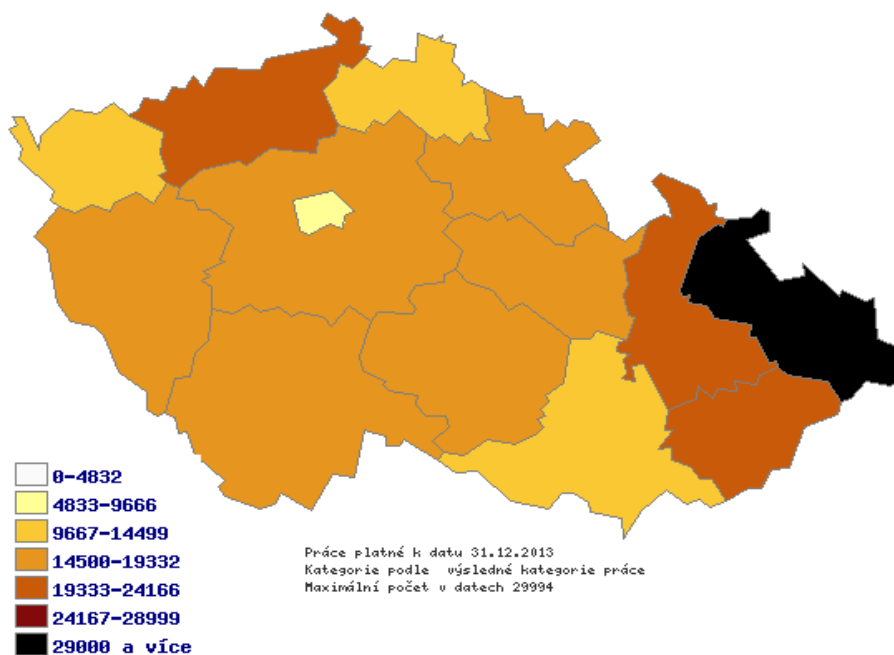 0-4832
4833-9666
9667-14499
14500-19332
19333-24166
24167-28999
29000 a více
Práce platné k datu 31.12.2013
Kategorie podle výsledné kategorie práce
Maximální počet v datech 29994